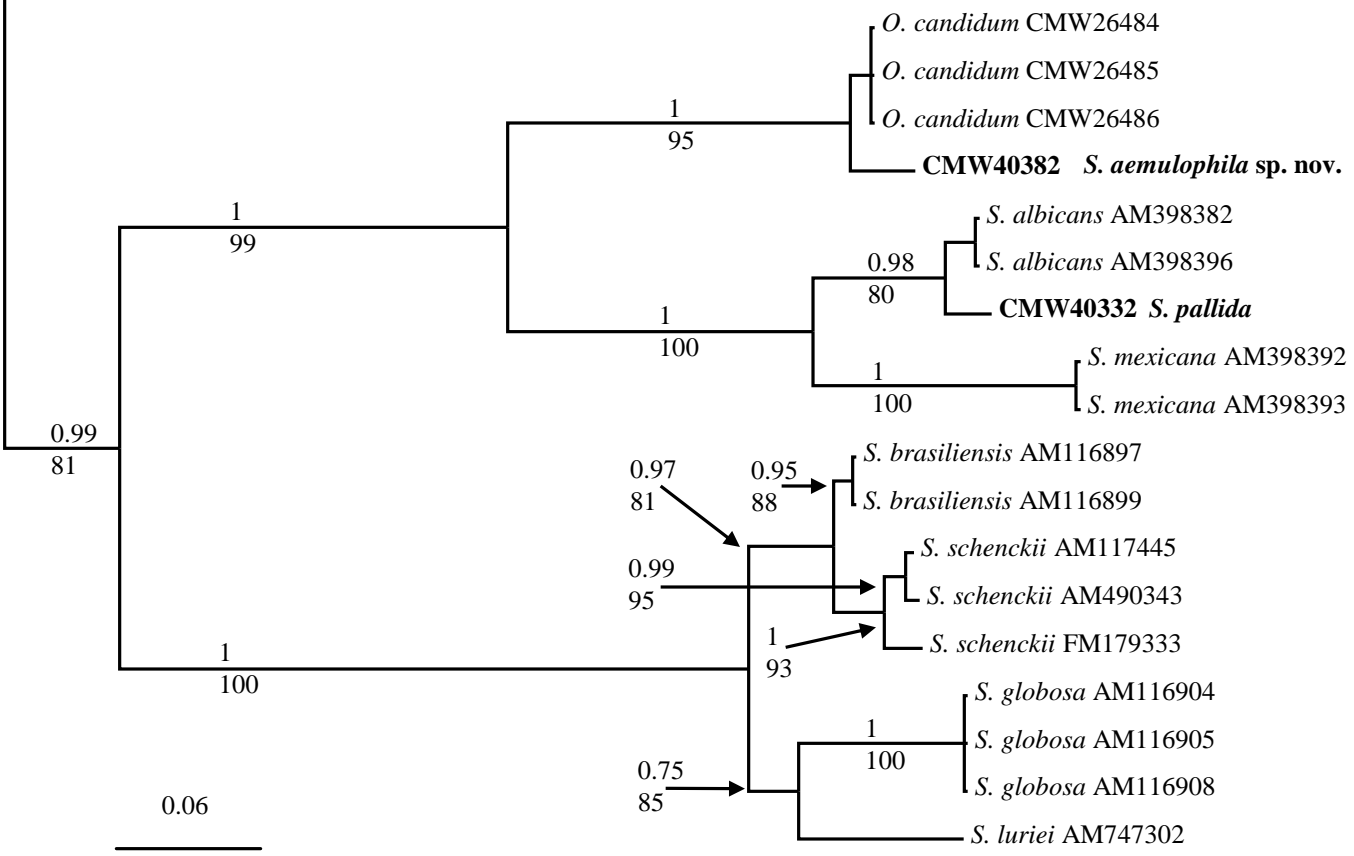 O. candidum CMW26484
O. candidum CMW26485
1
O. candidum CMW26486
95
CMW40382 S. aemulophila sp. nov.
1
S. albicans AM398382
99
0.98
S. albicans AM398396
80
CMW40332 S. pallida
1
100
S. mexicana AM398392
1
100
S. mexicana AM398393
0.99
81
S. brasiliensis AM116897
0.97
0.95
81
88
S. brasiliensis AM116899
S. schenckii AM117445
0.99
95
S. schenckii AM490343
1
93
S. schenckii FM179333
1
100
S. globosa AM116904
1
S. globosa AM116905
100
0.75
85
S. globosa AM116908
0.06
S. luriei AM747302